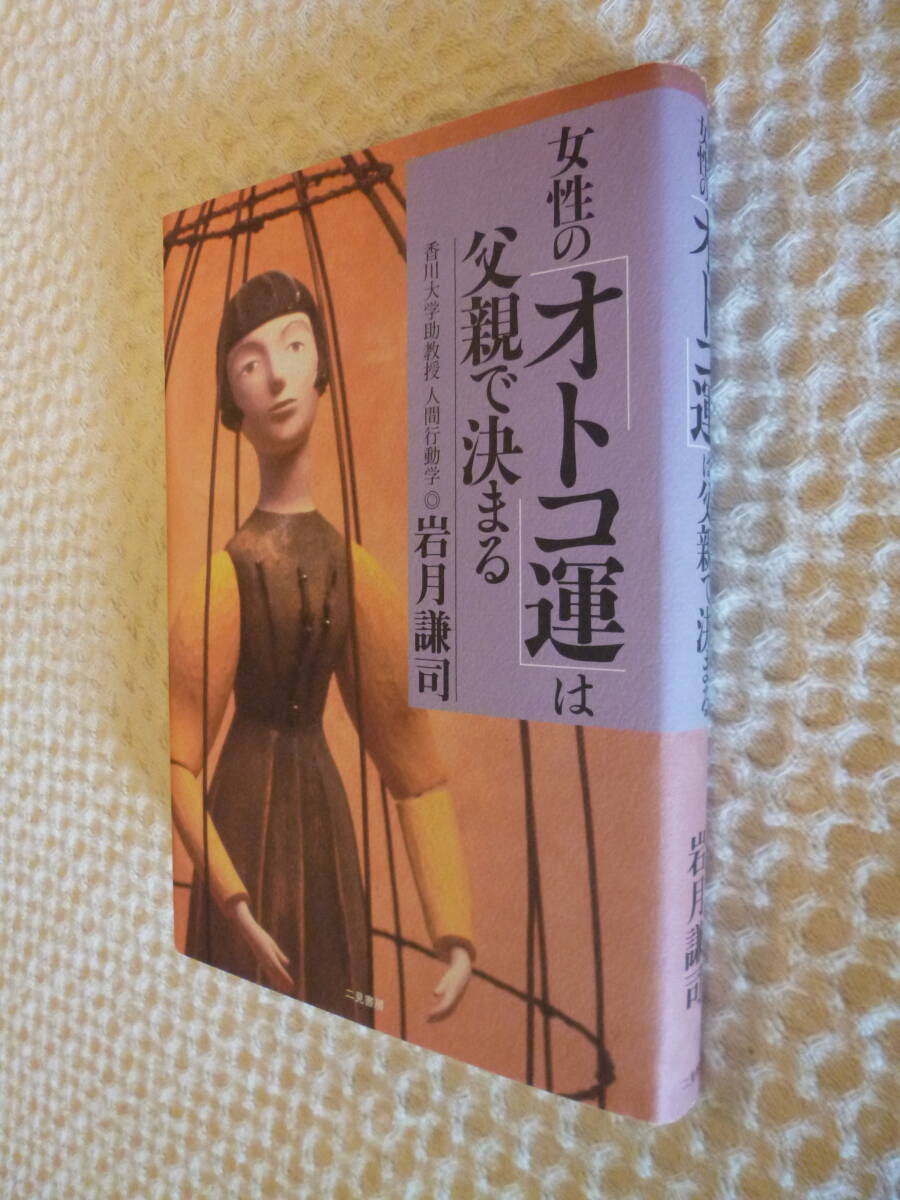 女性の「オトコ運」は
父親で決まる
香川大学助教授 人間行動学◎岩月謙司
二見書房
女性の「オトコ運」は父親で決まる
岩月謙司